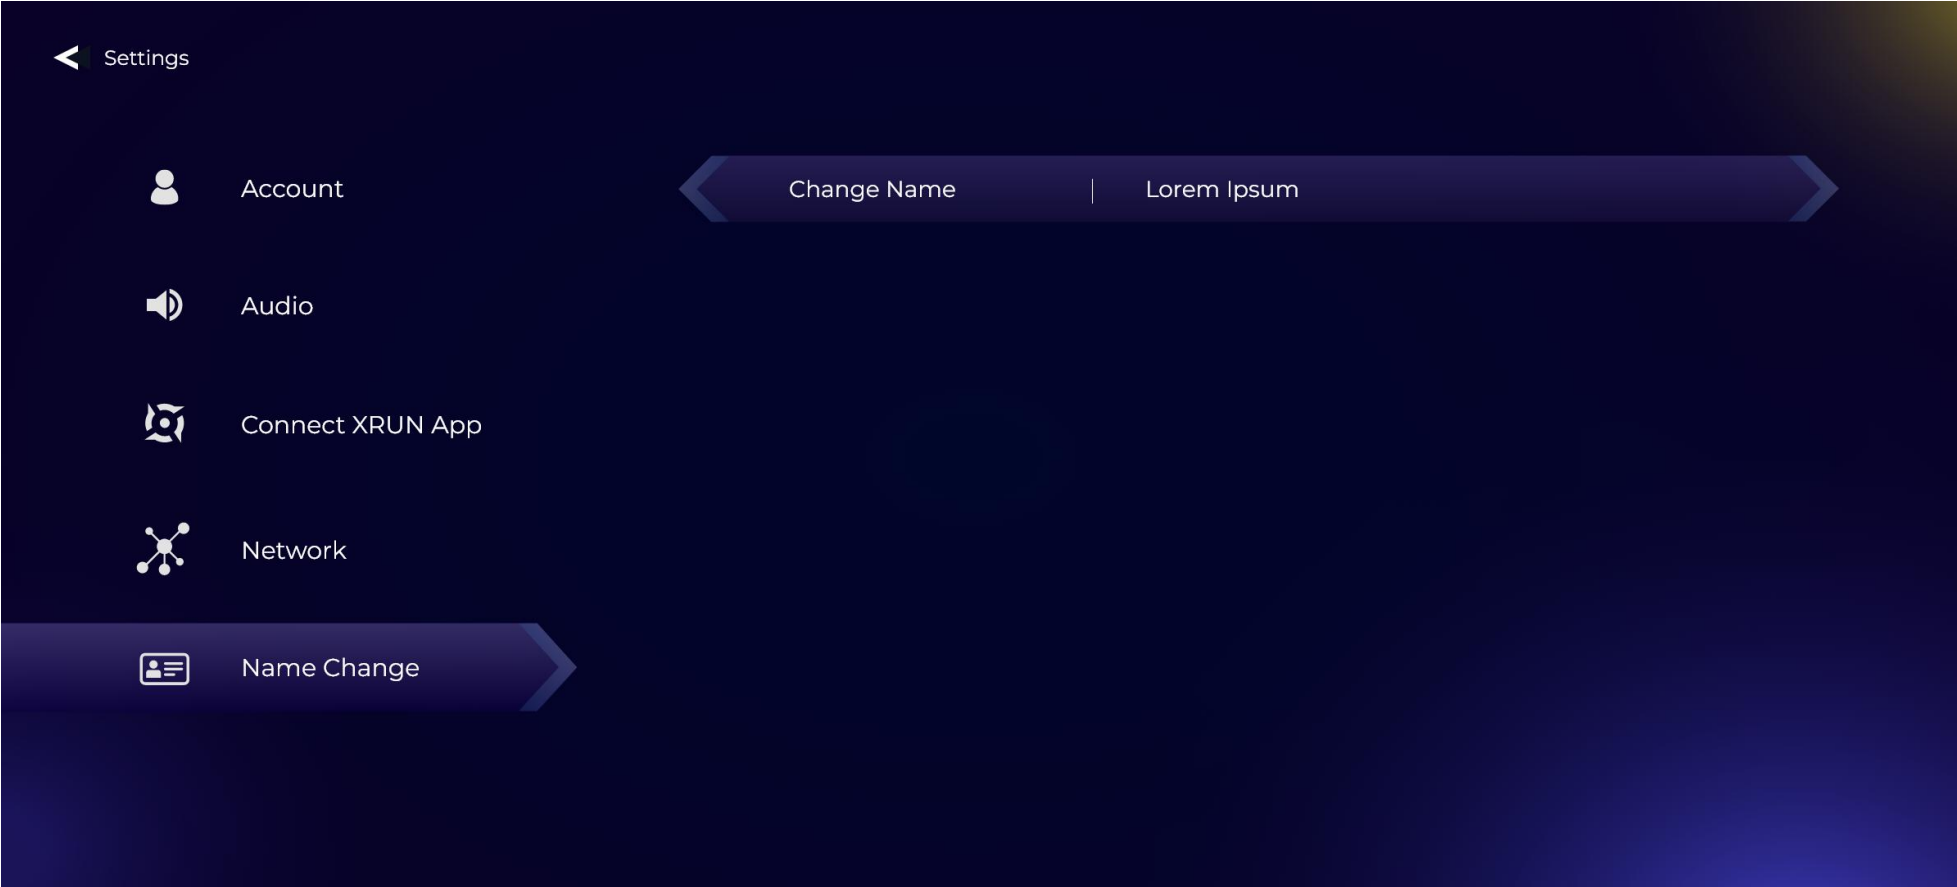 Settings
Account
Change Name | Lorem Ipsum
Audio
Connect XRUN App
Network
Name Change